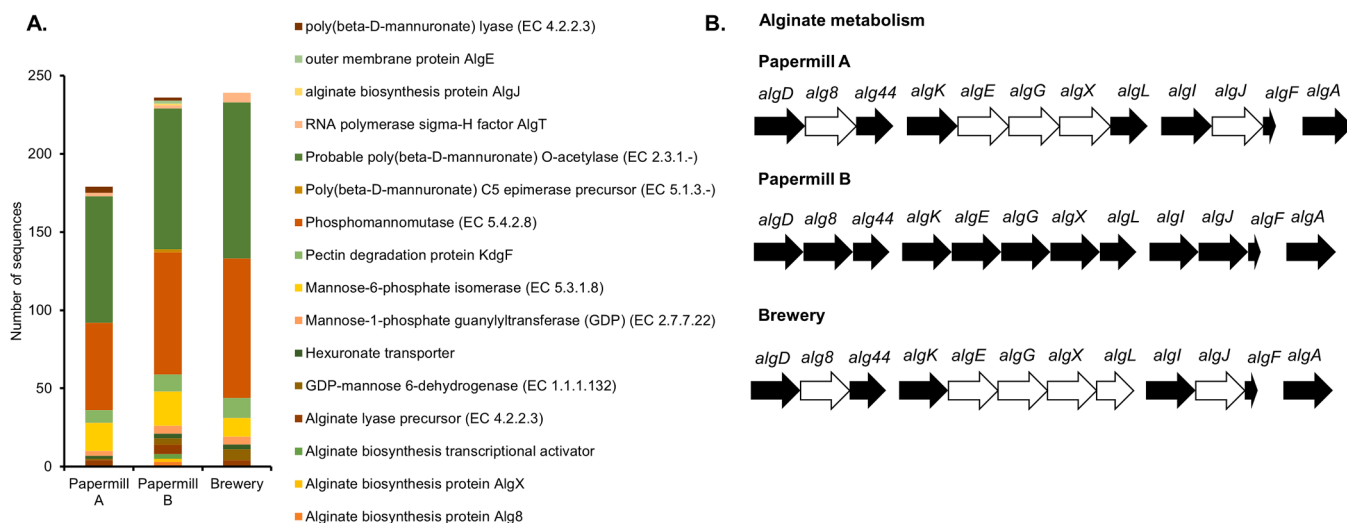 A.
250
200
150
100
50
0
Number of sequences
Papermill A
Papermill B
Brewery
poly(beta-D-mannuronate) lyase (EC 4.2.2.3)
outer membrane protein AlgE
alginate biosynthesis protein AlgJ
RNA polymerase sigma-H factor AlgT
Probable poly(beta-D-mannuronate) O-acetylase (EC 2.3.1.-)
Poly(beta-D-mannuronate) C5 epimerase precursor (EC 5.1.3.-)
Phosphomannomutase (EC 5.4.2.8)
Pectin degradation protein KdgF
Mannose-6-phosphate isomerase (EC 5.3.1.8)
Mannose-1-phosphate guanylyltransferase (GDP) (EC 2.7.7.22)
Hexuronate transporter
GDP-mannose 6-dehydrogenase (EC 1.1.1.132)
Alginate lyase precursor (EC 4.2.2.3)
Alginate biosynthesis transcriptional activator
Alginate biosynthesis protein AlgX
Alginate biosynthesis protein Alg8
B.
Alginate metabolism
Papermill A
algD alg8 alg44 algK algE algG algX algL algI algJ algF algA
Papermill B
algD alg8 alg44 algK algE algG algX algL algI algJ algF algA
Brewery
algD alg8 alg44 algK algE algG algX algL algI algJ algF algA